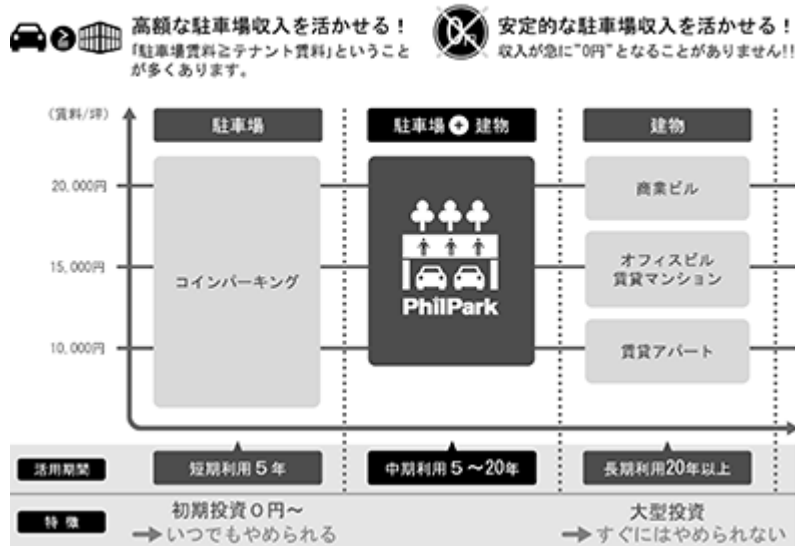 高額な駐車場収入を活かせる！
「駐車場賃料≧テナント賃料」ということ
が多くあります。
0円
安定的な駐車場収入を活かせる！
収入が急に”0円”となることがありません!!
（賃料/坪）
駐車場
駐車場＋建物
建物
20,000円
15,000円
10,000円
コインパーキング
PhilPark
商業ビル
オフィスビル
賃貸マンション
賃貸アパート
活用期間
短期利用5年
中期利用5〜20年
長期利用20年以上
特徴
初期投資0円〜
→いつでもやめられる
大型投資
→すぐにはやめられない